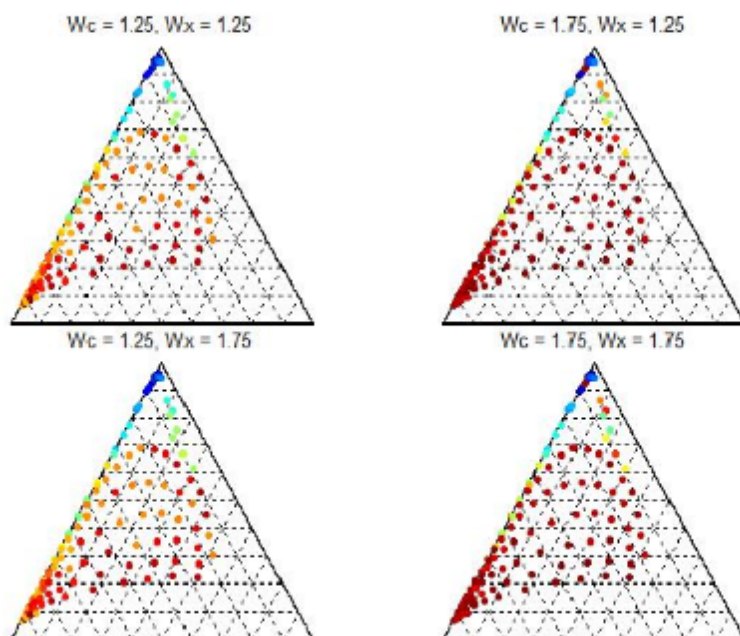 Wc = 1.25, Wx = 1.25
Wc = 1.75, Wx = 1.25
Wc = 1.25, Wx = 1.75
Wc = 1.75, Wx = 1.75